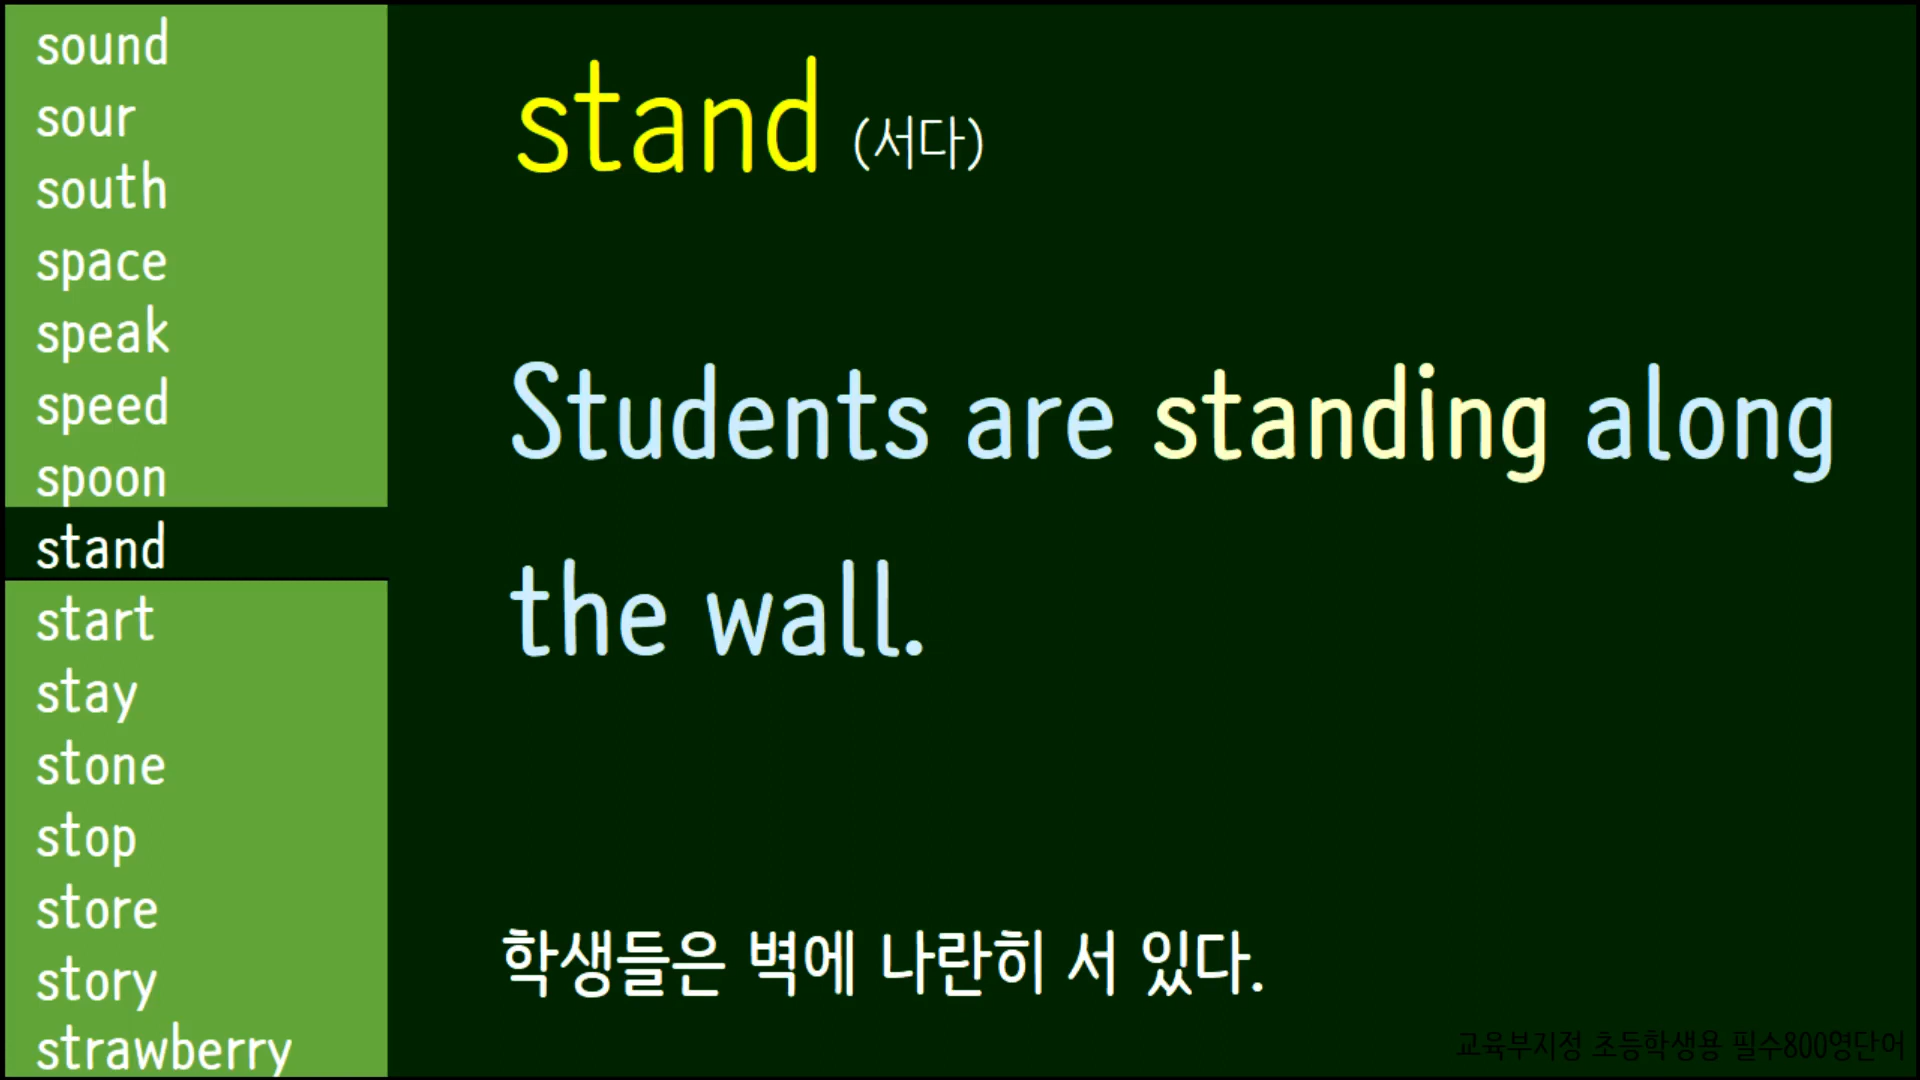 sound
sour
south
space
speak
speed
spoon
stand
start
stay
stone
stop
store
story
strawberry
stand (서다)
Students are standing along
the wall.
학생들은 벽에 나란히 서 있다.
교육부지정 초등학생용 필수800영단어